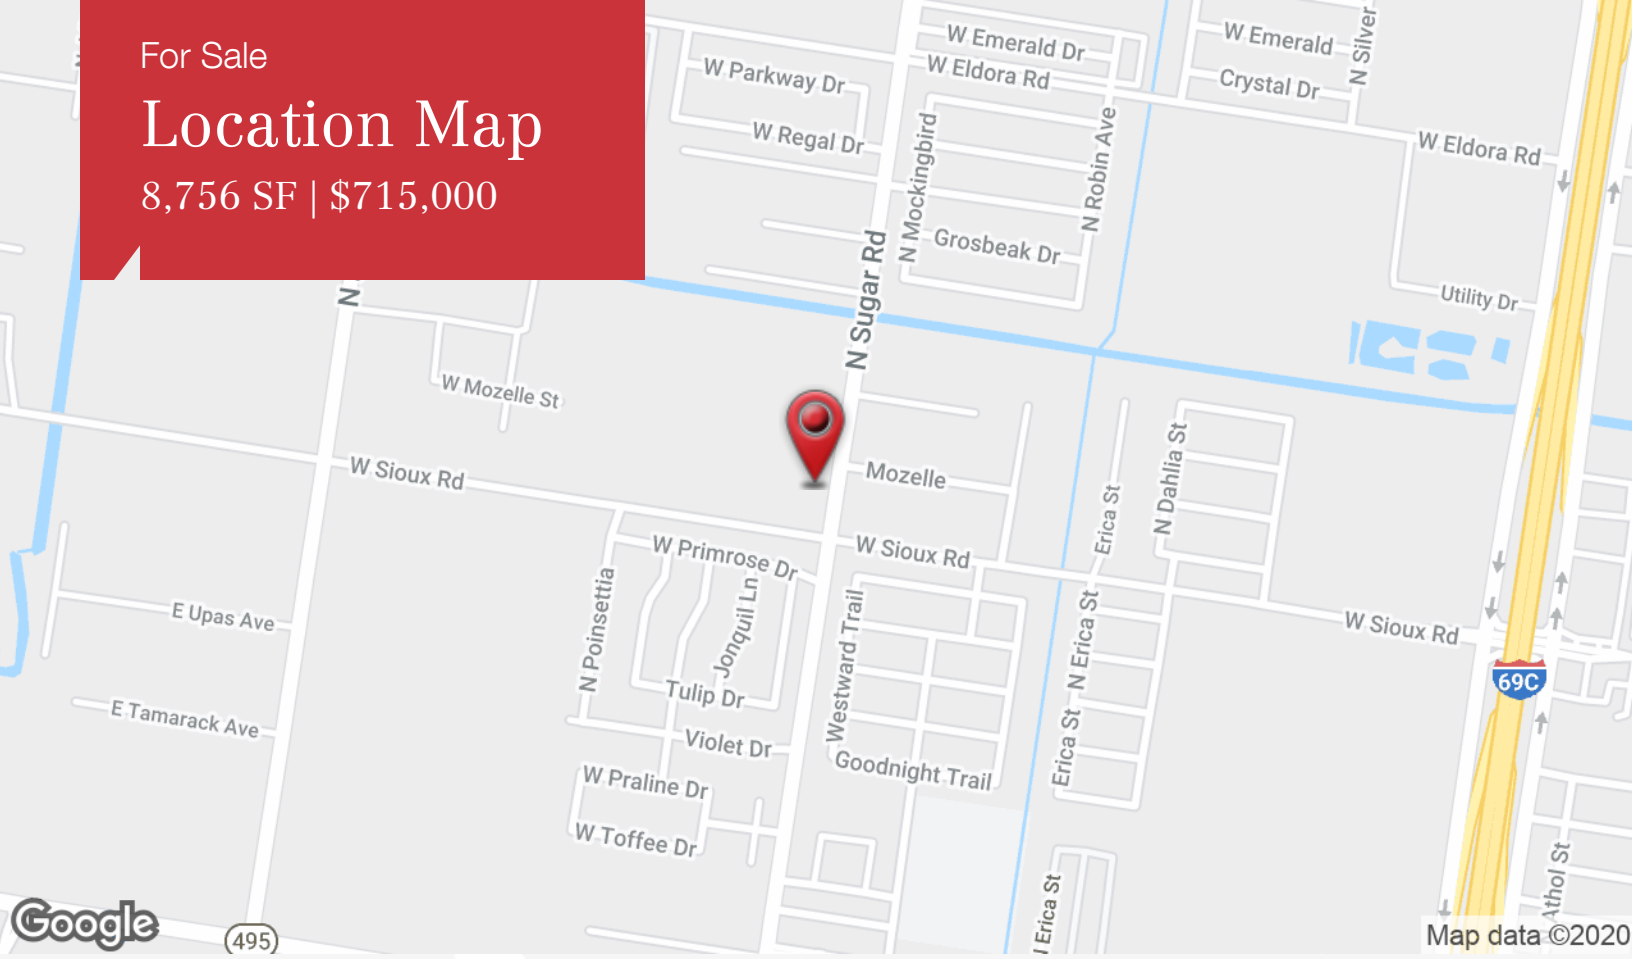 For Sale
Location Map
8,756 SF | $715,000
W Emerald Dr
W Emerald
N Silver
W Parkway Dr
W Eldora Rd
Crystal Dr
W Regal Dr
N Mockingbird
N Robin Ave
W Eldora Rd
Grosbeak Dr
N Sugar Rd
N
Utility Dr
W Mozelle St
W Sioux Rd
Mozelle
N Dahlia St
Erica St
W Primrose Dr
W Sioux Rd
N Poinsettia
Jonquil Ln
Westward Trail
N Erica St
E Upas Ave
W Sioux Rd
69C
Tulip Dr
E Tamarack Ave
Violet Dr
Erica St
Goodnight Trail
W Praline Dr
W Toffee Dr
Erica St
Athol St
Google
495
Map data ©2020